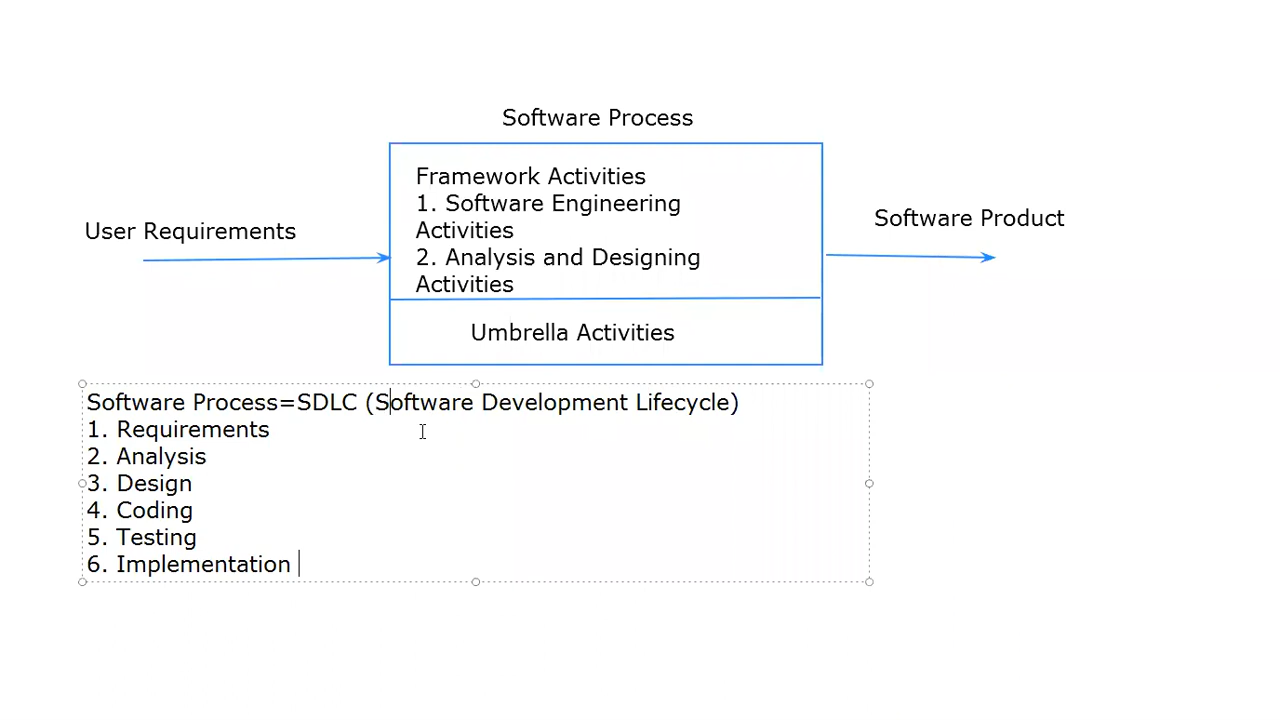 Software Process
Framework Activities
1. Software Engineering
Activities
2. Analysis and Designing
Activities
User Requirements
Software Product
Umbrella Activities
Software Process=SDLC (Software Development Lifecycle)
1. Requirements
2. Analysis
3. Design
4. Coding
5. Testing
6. Implementation